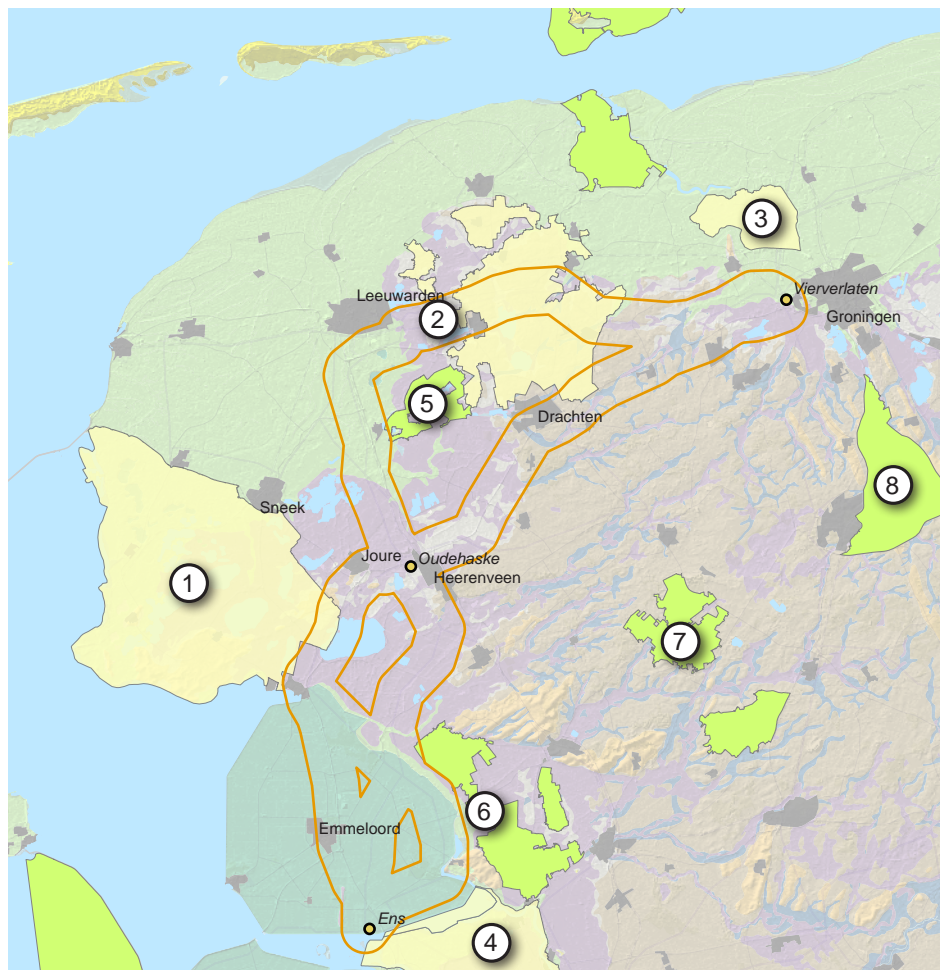 3
Vierverlaten
Leeuwarden
Groningen
2
5
Drachten
8
Sneek
Joure
Oudehaske
1
Heerenveen
7
6
Emmeloord
Ens
4